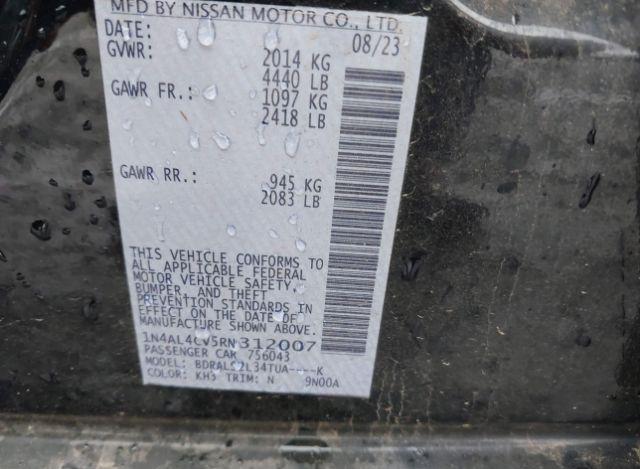 MFD BY NISSAN MOTOR CO., LTD.
DATE: 08/23
GVWR: 2014 KG
4440 LB
GAWR FR.: 1097 KG
2418 LB
GAWR RR.: 945 KG
2083 LB
THIS VEHICLE CONFORMS TO
ALL APPLICABLE FEDERAL
MOTOR VEHICLE SAFETY,
BUMPER, AND THEFT
PREVENTION STANDARDS IN
EFFECT ON THE DATE OF
MANUFACTURE SHOWN ABOVE.
1N4AL4CV5RN312007
PASSENGER CAR 756043
MODEL: BDRALS2L34TUA----K
COLOR: KH3 TRIM: N 9N00A